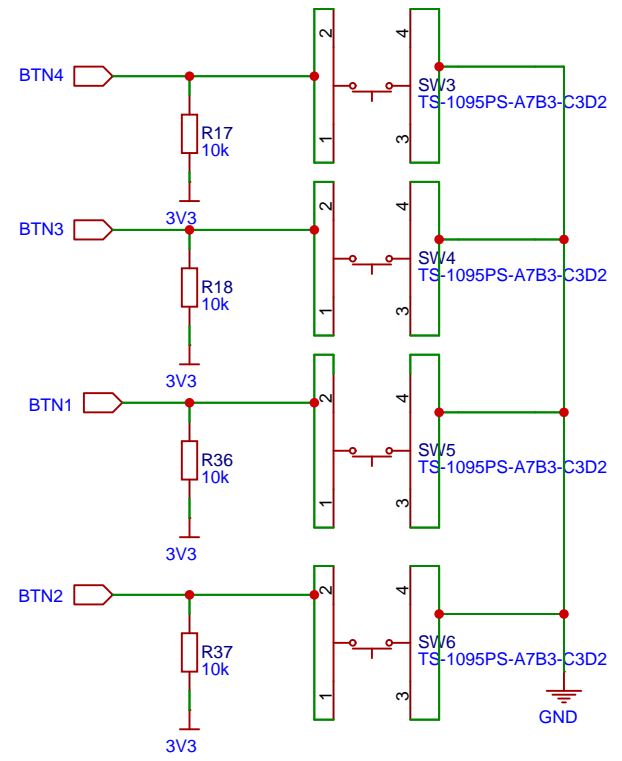 BTN4
2
4
SW3
TS-1095PS-A7B3-C3D2
R17
10k
1
3
3V3
BTN3
2
4
SW4
TS-1095PS-A7B3-C3D2
R18
10k
1
3
3V3
BTN1
2
4
SW5
TS-1095PS-A7B3-C3D2
R36
10k
1
3
3V3
BTN2
2
4
SW6
TS-1095PS-A7B3-C3D2
R37
10k
1
3
GND
3V3